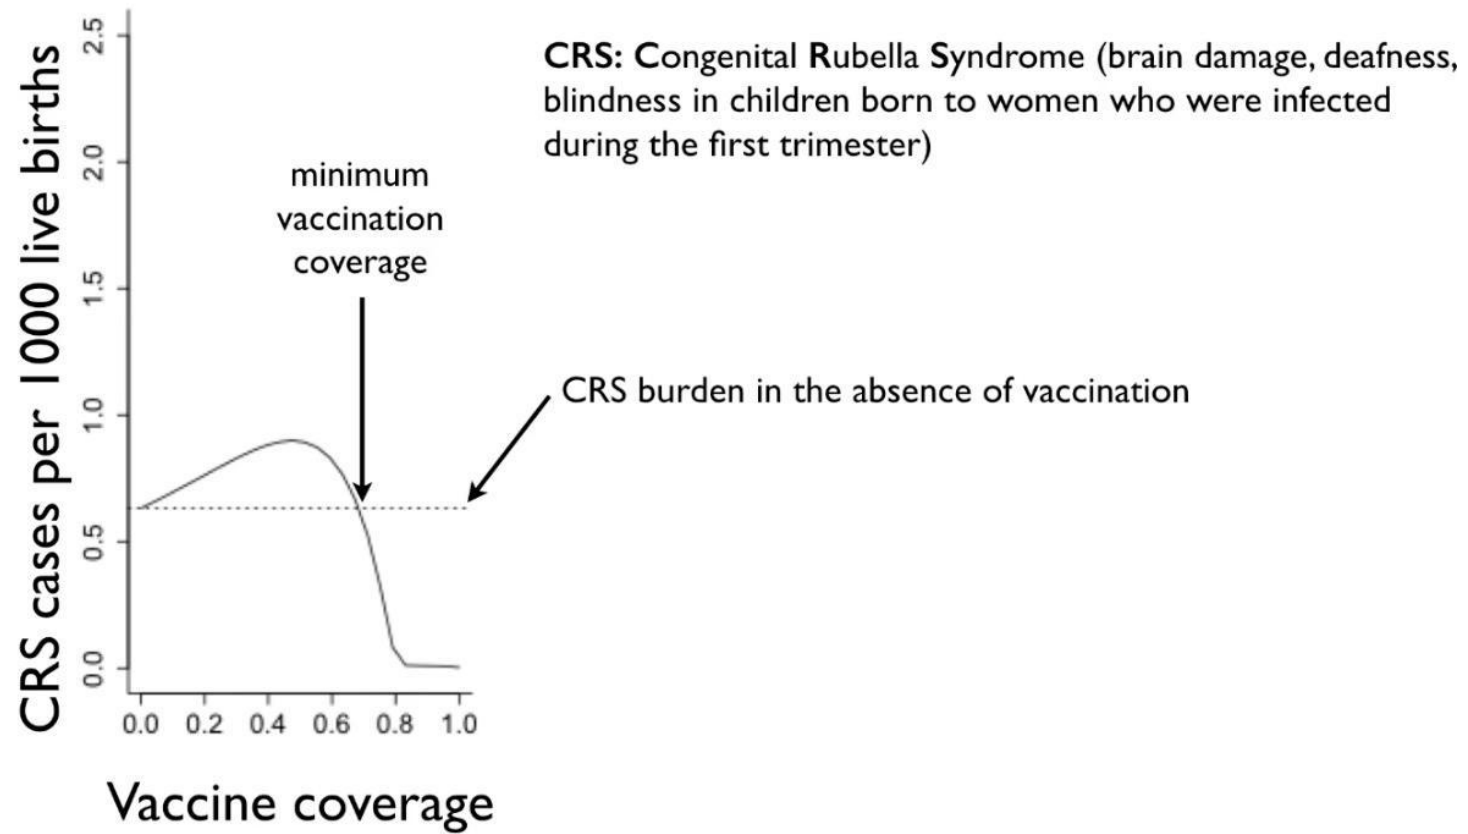 CRS: Congenital Rubella Syndrome (brain damage, deafness,
blindness in children born to women who were infected
during the first trimester)
minimum
vaccination
coverage
CRS burden in the absence of vaccination
CRS cases per 1000 live births
2.5
2.0
1.5
1.0
0.5
0.0
0.0 0.2 0.4 0.6 0.8 1.0
Vaccine coverage